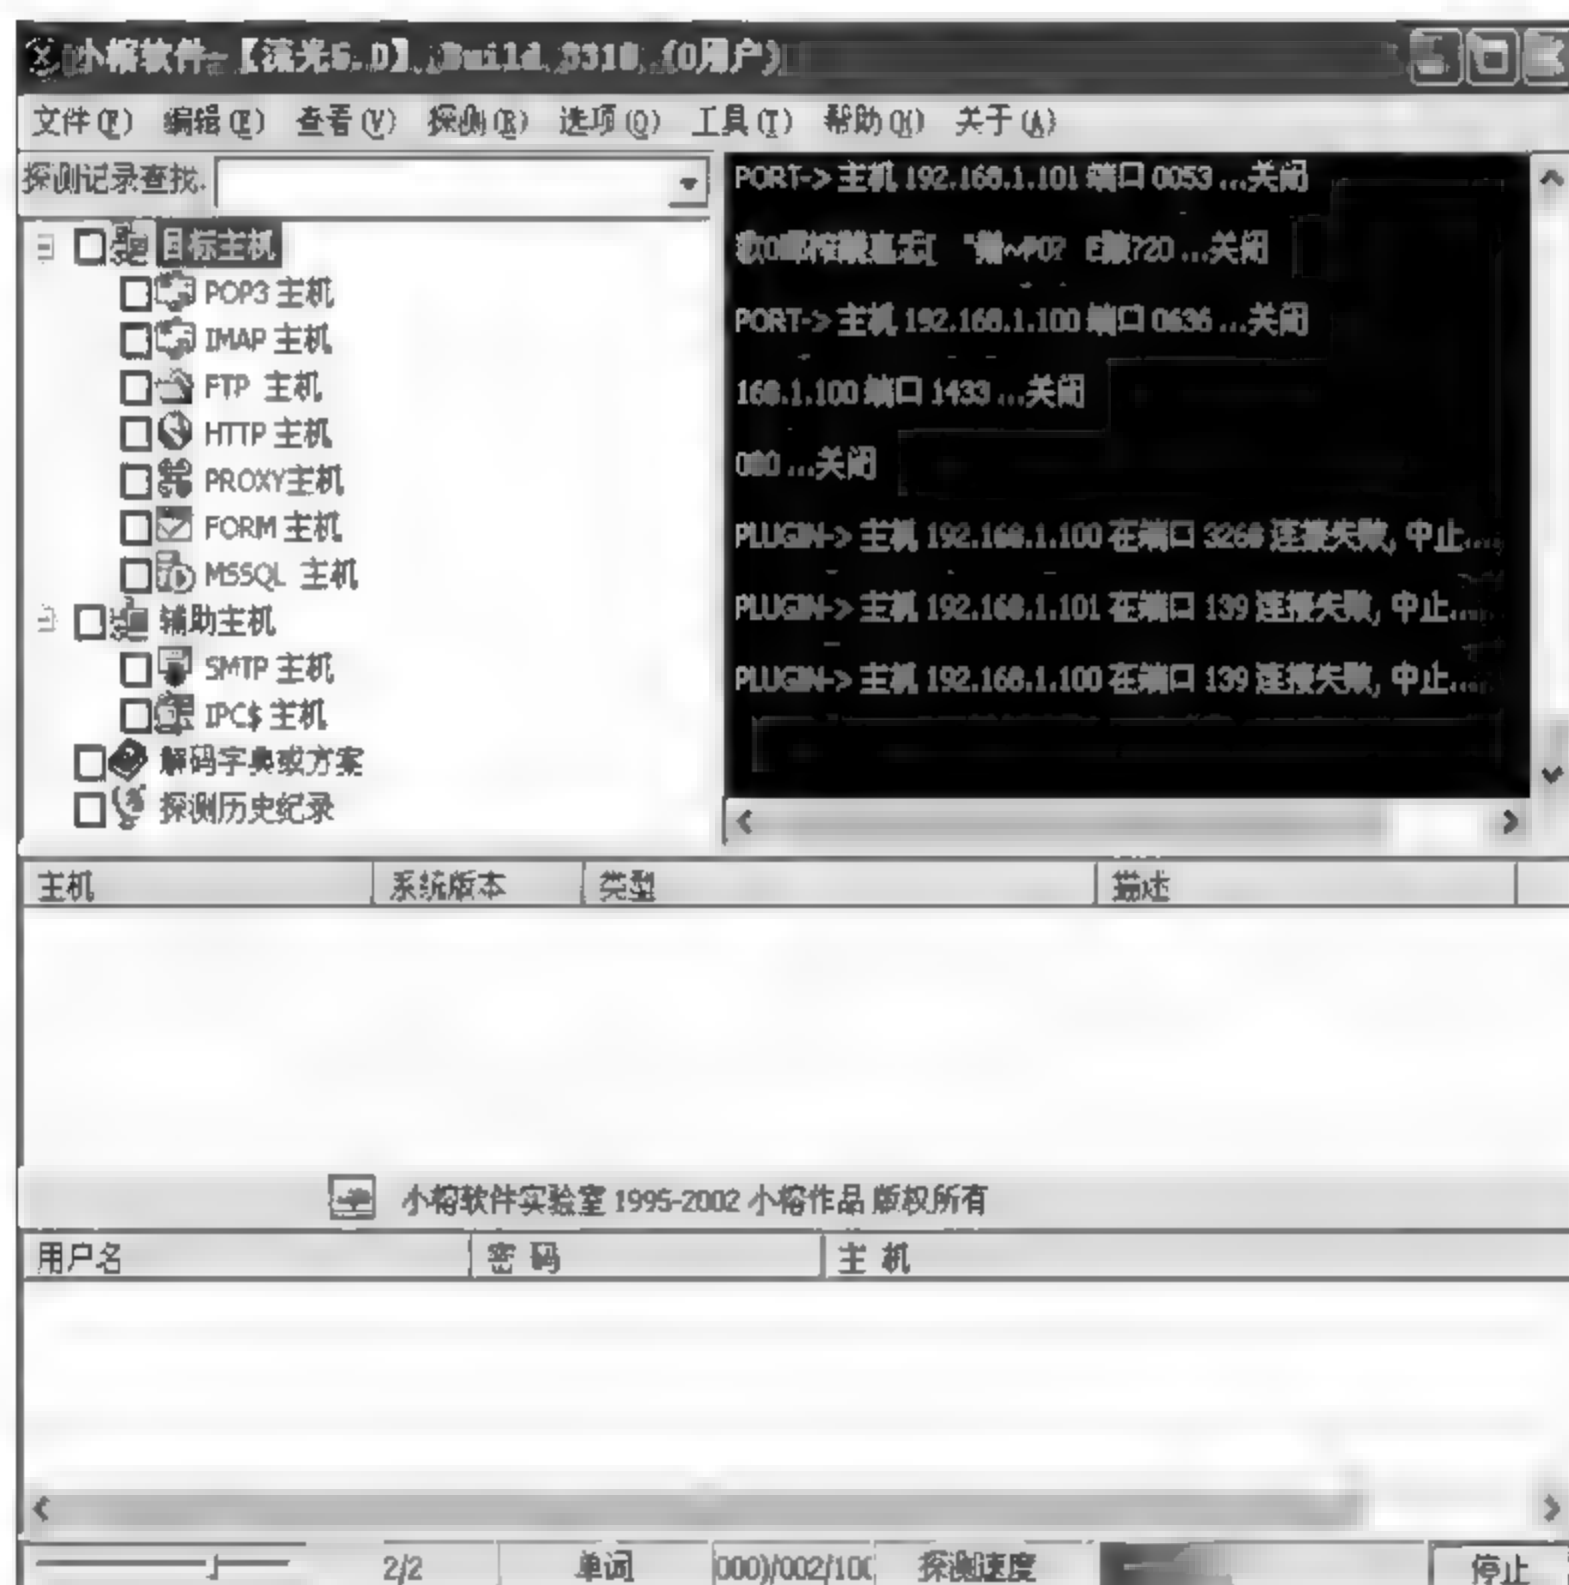 小榕软件-【流光5.0】 Build 3310 (0用户)
文件(F) 编辑(E) 查看(V) 探测(R) 选项(O) 工具(T) 帮助(H) 关于(A)
探测记录查找.
目标主机
POP3 主机
IMAP 主机
FTP 主机
HTTP 主机
PROXY主机
FORM 主机
MSSQL 主机
辅助主机
SMTP 主机
IPC$ 主机
解码字典或方案
探测历史纪录
PORT-> 主机 192.168.1.101 端口 0053 ...关闭
...关闭
PORT-> 主机 192.168.1.100 端口 0636 ...关闭
168.1.100 端口 1433 ...关闭
080 ...关闭
PLUGIN-> 主机 192.168.1.100 在端口 3268 连接失败, 中止....
PLUGIN-> 主机 192.168.1.101 在端口 139 连接失败, 中止....
PLUGIN-> 主机 192.168.1.100 在端口 139 连接失败, 中止....
主机 系统版本 类型 描述
小榕软件实验室 1995-2002 小榕作品 版权所有
用户名 密 码 主 机
2/2 单词 000)/002/100 探测速度 停止